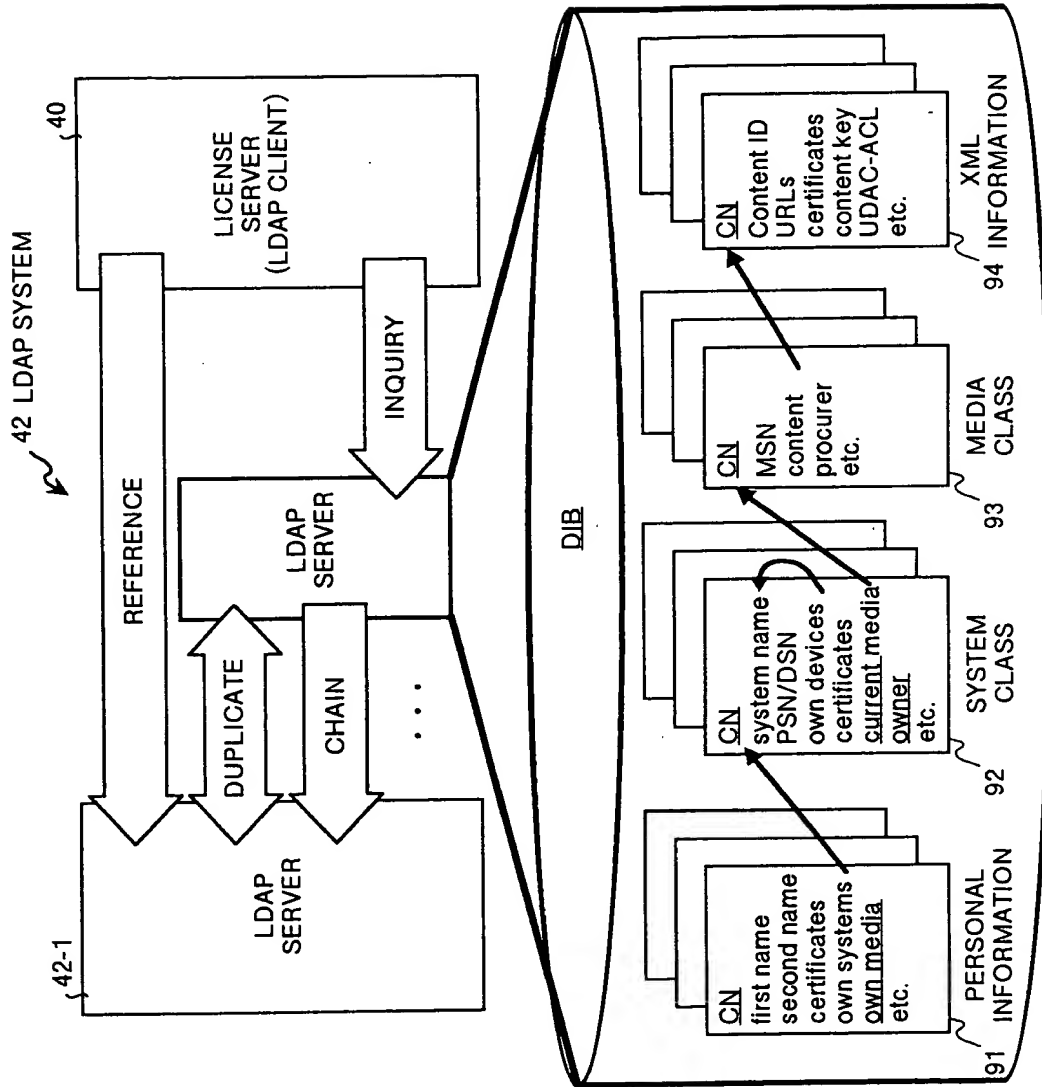 42 LDAP SYSTEM
42-1
LDAP
SERVER
REFERENCE
DUPLICATE
CHAIN
. . . .
LDAP
SERVER
INQUIRY
40
LICENSE
SERVER
(LDAP CLIENT)
DIB
CN
first name
second name
certificates
own systems
own media
etc.
91
PERSONAL
INFORMATION
CN
system name
PSN/DSN
own devices
certificates
current media
owner
etc.
92
SYSTEM
CLASS
CN
MSN
content
procurer
etc.
93
MEDIA
CLASS
CN
Content ID
URLs
certificates
content key
UDAC-ACL
etc.
94
XML
INFORMATION